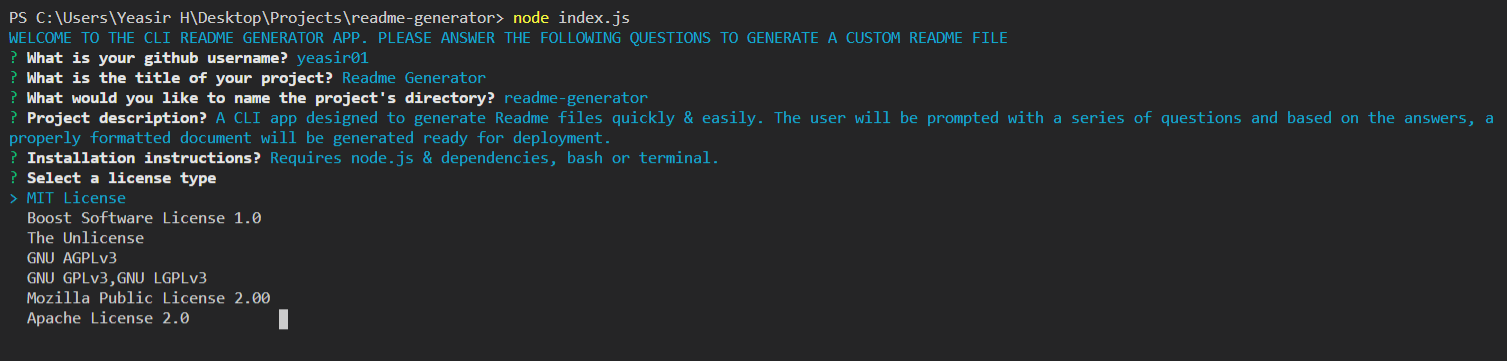 PS C:\Users\Yeasir H\Desktop\Projects\readme-generator> node index.js
WELCOME TO THE CLI README GENERATOR APP. PLEASE ANSWER THE FOLLOWING QUESTIONS TO GENERATE A CUSTOM README FILE
? What is your github username? yeasir01
? What is the title of your project? Readme Generator
? What would you like to name the project's directory? readme-generator
? Project description? A CLI app designed to generate Readme files quickly & easily. The user will be prompted with a series of questions and based on the answers, a
properly formatted document will be generated ready for deployment.
? Installation instructions? Requires node.js & dependencies, bash or terminal.
? Select a license type
> MIT License
Boost Software License 1.0
The Unlicense
GNU AGPLv3
GNU GPLv3,GNU LGPLv3
Mozilla Public License 2.00
Apache License 2.0